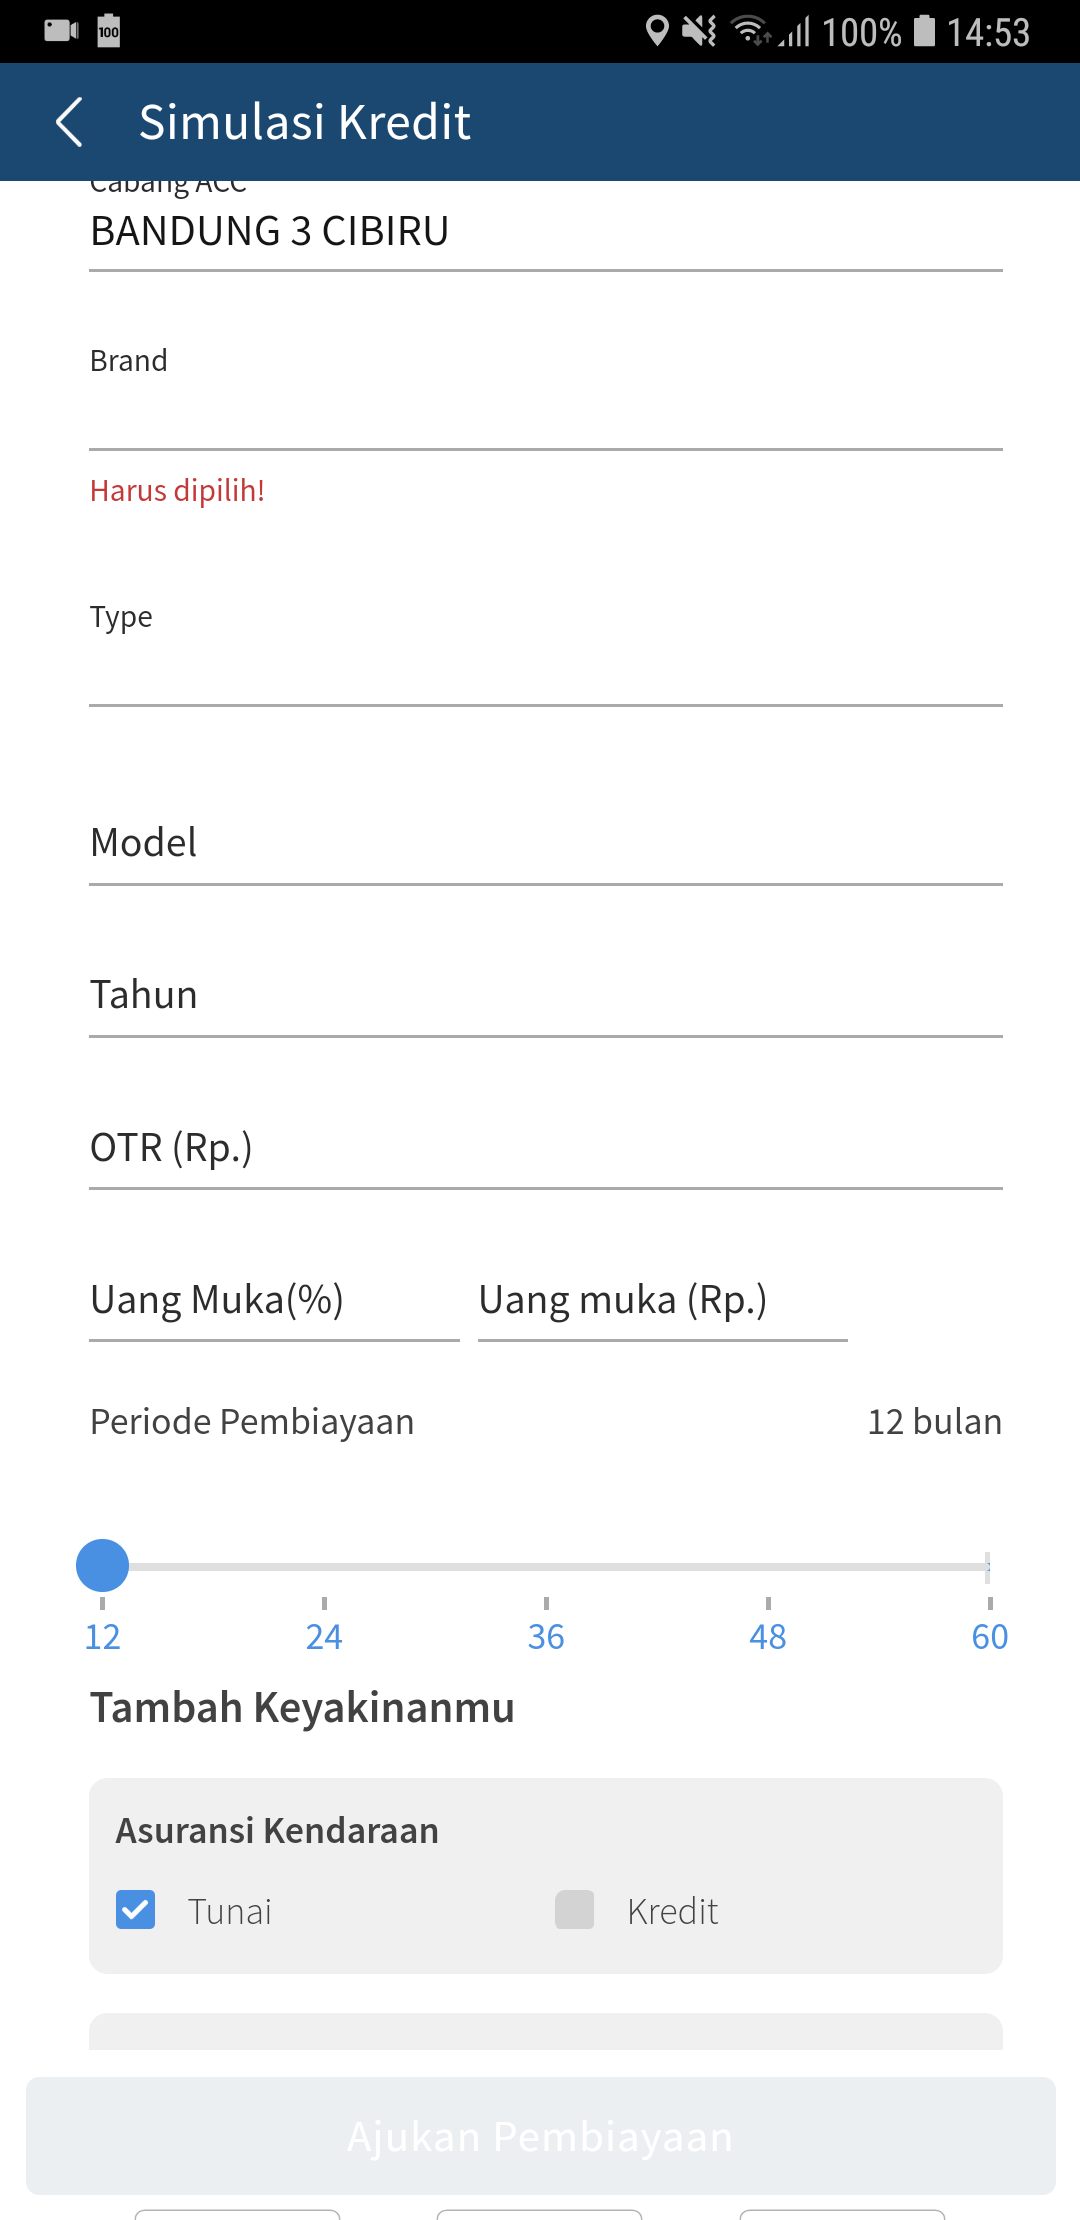 100
100% 14:53
Simulasi Kredit
Cabang ACC
BANDUNG 3 CIBIRU
Brand
Harus dipilih!
Type
Model
Tahun
OTR (Rp.)
Uang Muka(%) Uang muka (Rp.)
Periode Pembiayaan 12 bulan
12 24 36 48 60
Tambah Keyakinanmu
Asuransi Kendaraan
Tunai Kredit
Ajukan Pembiayaan